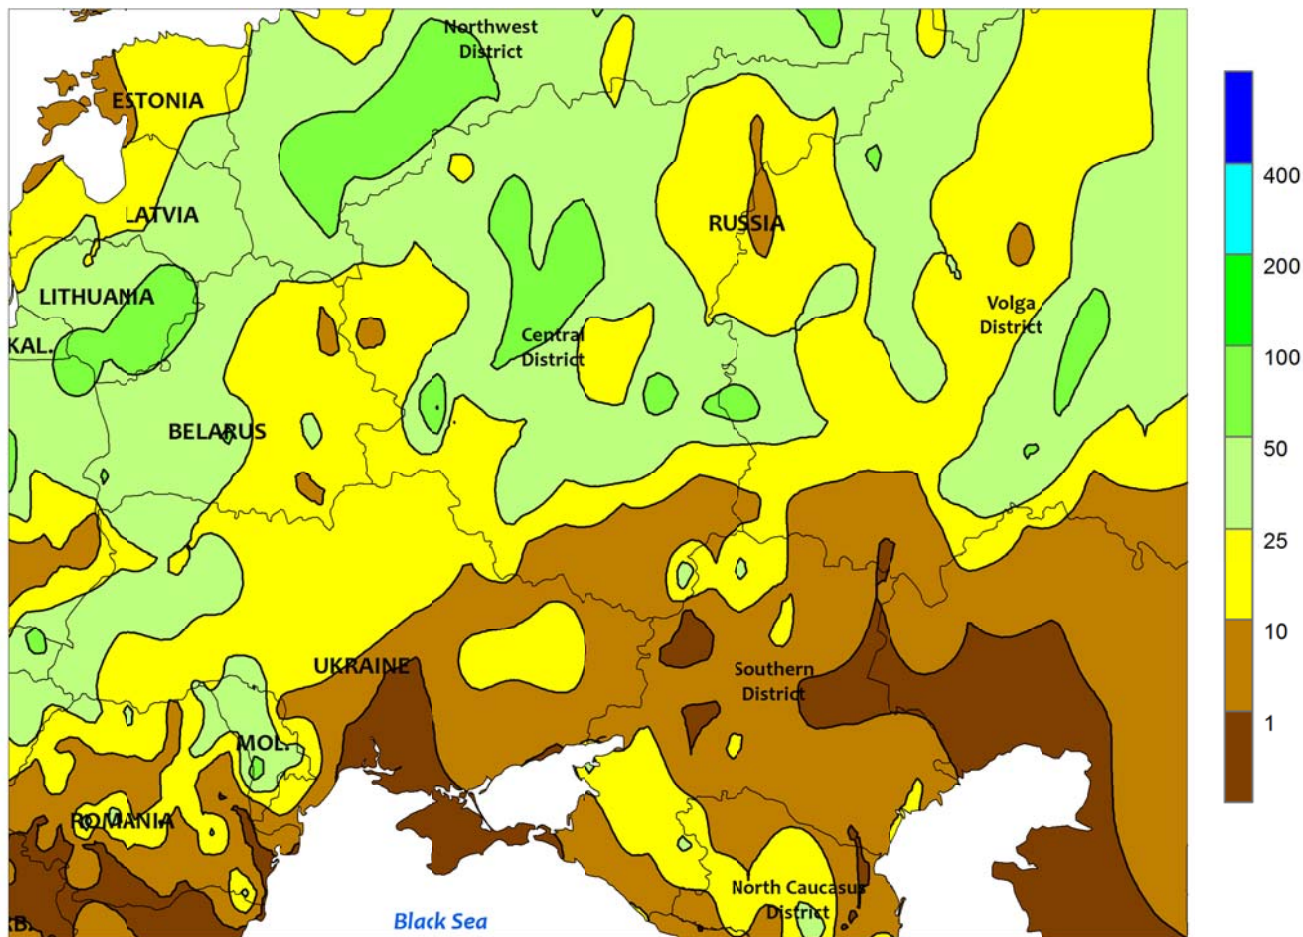 Northwest
District
ESTONIA
LATVIA
RUSSIA
LITHUANIA
Volga
District
KAL.
Central
District
BELARUS
UKRAINE
Southern
District
MOL.
ROMANIA
North Caucasus
District
Black Sea
400
200
100
50
25
10
1